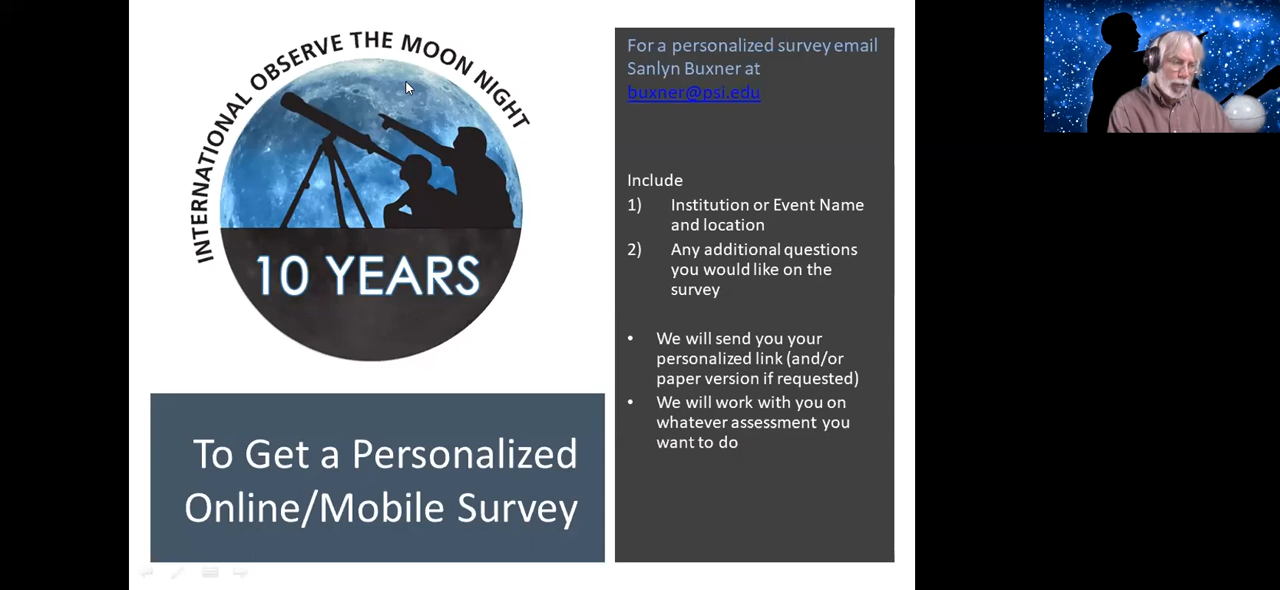 INTERNATIONAL OBSERVE THE MOON NIGHT
10 YEARS
To Get a Personalized
Online/Mobile Survey
For a personalized survey email
Sanlyn Buxner at
buxner@psi.edu
Include
1) Institution or Event Name
and location
2) Any additional questions
you would like on the
survey
• We will send you your
personalized link (and/or
paper version if requested)
• We will work with you on
whatever assessment you
want to do